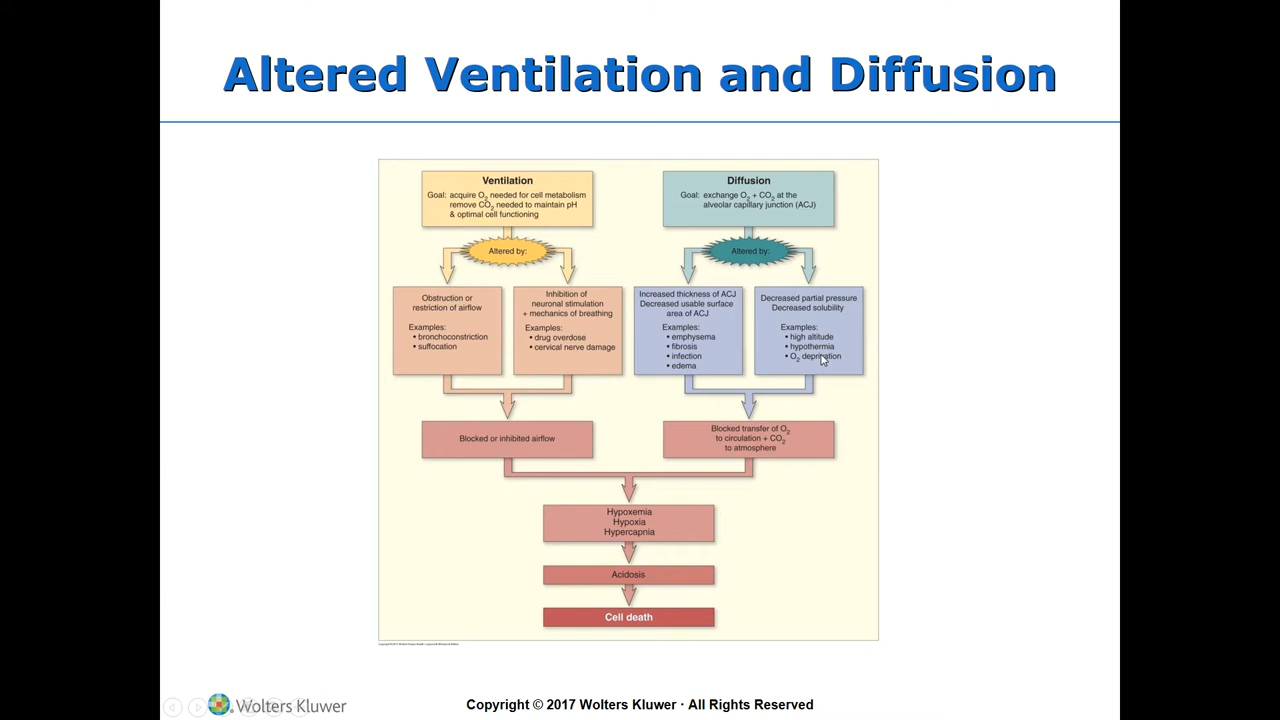 Altered Ventilation and Diffusion
Ventilation
Goal: acquire O2 needed for cell metabolism
remove CO2 needed to maintain pH
& optimal cell functioning
Altered by:
Obstruction or
restriction of airflow
Examples:
• bronchoconstriction
• suffocation
Inhibition of
neuronal stimulation
+ mechanics of breathing
Examples:
• drug overdose
• cervical nerve damage
Blocked or inhibited airflow
Diffusion
Goal: exchange O2 + CO2 at the
alveolar capillary junction (ACJ)
Altered by:
Increased thickness of ACJ
Decreased usable surface
area of ACJ
Examples:
• emphysema
• fibrosis
• infection
• edema
Decreased partial pressure
Decreased solubility
Examples:
• high altitude
• hypothermia
• O2 deprivation
Blocked transfer of O2
to circulation + CO2
to atmosphere
Hypoxemia
Hypoxia
Hypercapnia
Acidosis
Cell death
Wolters Kluwer
Copyright © 2017 Wolters Kluwer · All Rights Reserved